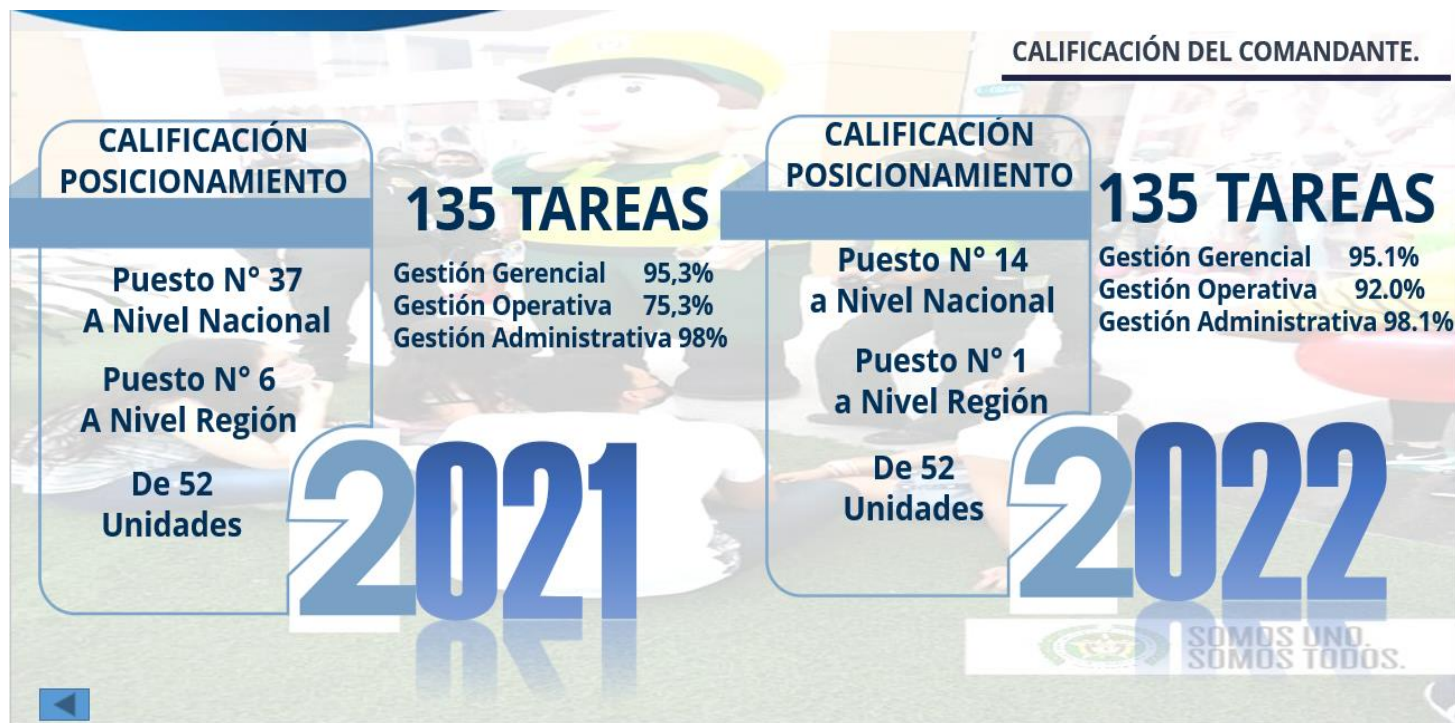 CALIFICACIÓN DEL COMANDANTE.
CALIFICACIÓN
POSICIONAMIENTO
Puesto N° 37
A Nivel Nacional
Puesto N° 6
A Nivel Región
De 52
Unidades
135 TAREAS
Gestión Gerencial 95,3%
Gestión Operativa 75,3%
Gestión Administrativa 98%
2021
CALIFICACIÓN
POSICIONAMIENTO
Puesto N° 14
a Nivel Nacional
Puesto N° 1
a Nivel Región
De 52
Unidades
135 TAREAS
Gestión Gerencial 95.1%
Gestión Operativa 92.0%
Gestión Administrativa 98.1%
2022
SOMOS UNO.
SOMOS TODOS.